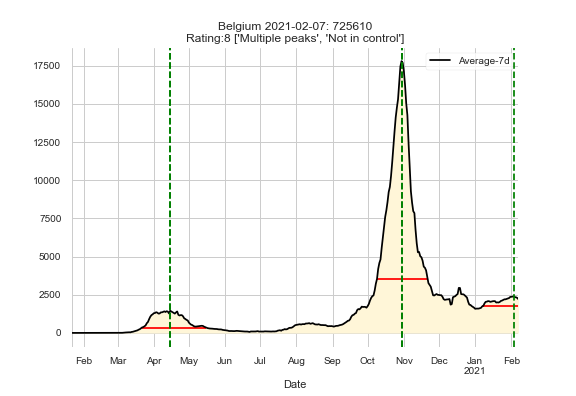 Belgium 2021-02-07: 725610
Rating:8 ['Multiple peaks', 'Not in control']
Average-7d
17500
15000
12500
10000
7500
5000
2500
0
Feb Mar Apr May Jun Jul Aug Sep Oct Nov Dec Jan Feb
2021
Date